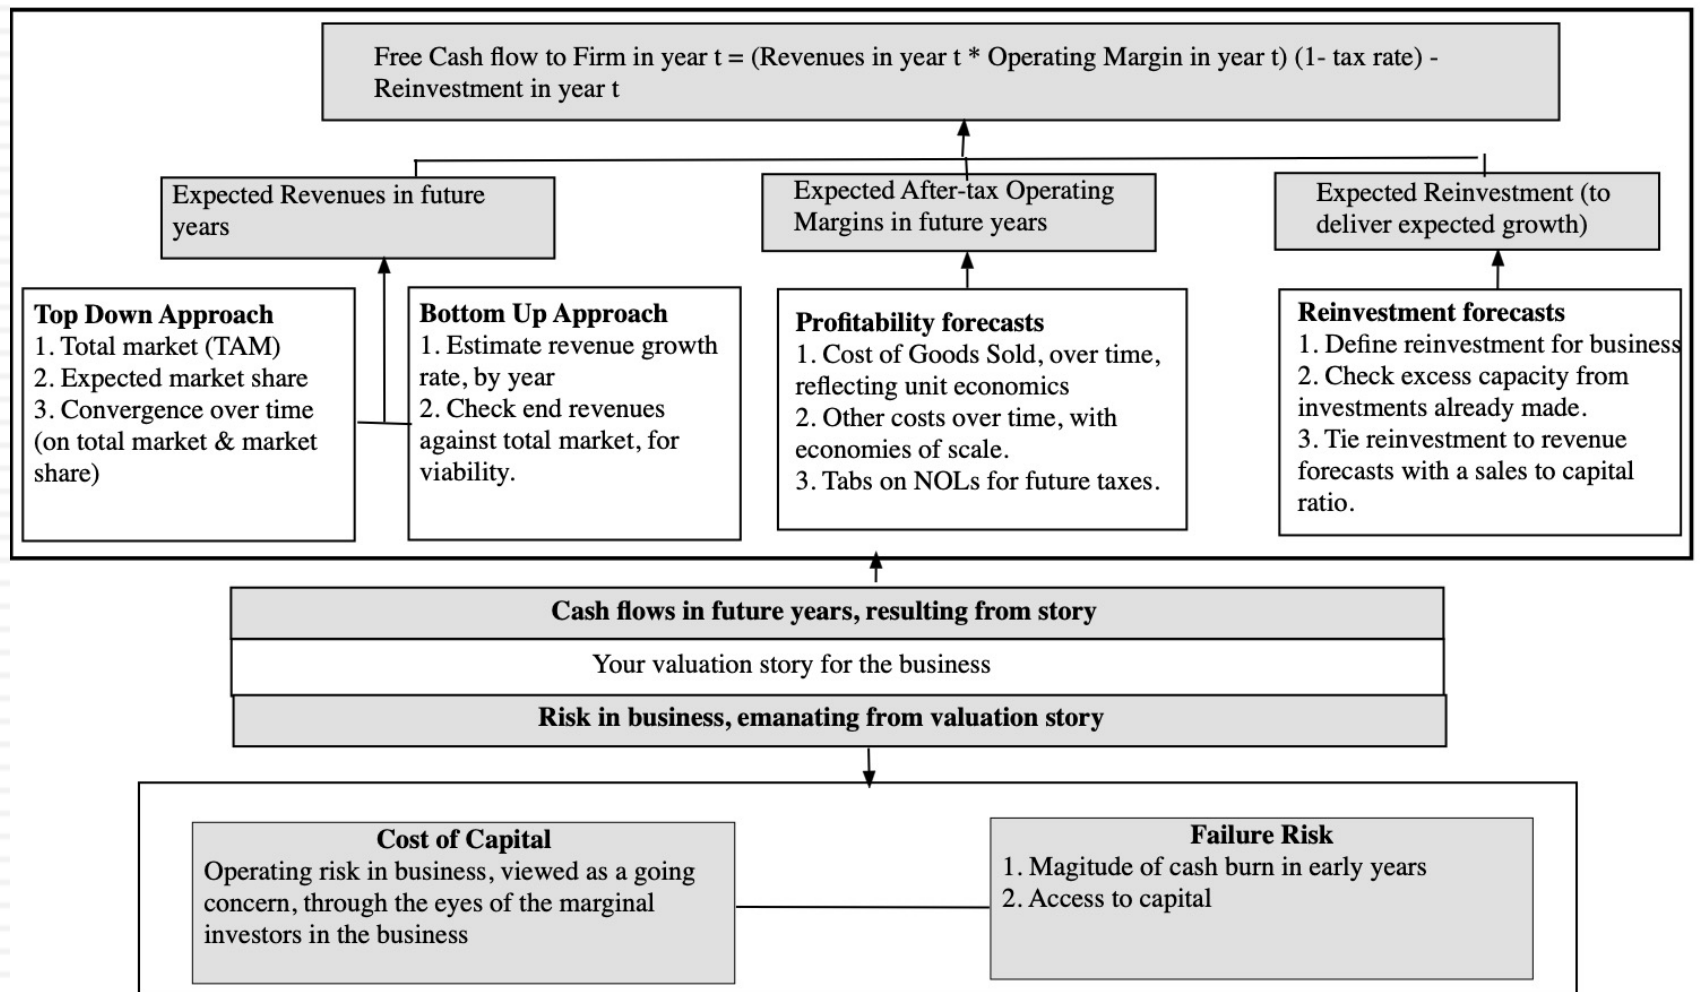 Free Cash flow to Firm in year t = (Revenues in year t * Operating Margin in year t) (1- tax rate) -
Reinvestment in year t
Expected Revenues in future
years
Expected After-tax Operating
Margins in future years
Expected Reinvestment (to
deliver expected growth)
Top Down Approach
1. Total market (TAM)
2. Expected market share
3. Convergence over time
(on total market & market
share)
Bottom Up Approach
1. Estimate revenue growth
rate, by year
2. Check end revenues
against total market, for
viability.
Profitability forecasts
1. Cost of Goods Sold, over time,
reflecting unit economics
2. Other costs over time, with
economies of scale.
3. Tabs on NOLs for future taxes.
Reinvestment forecasts
1. Define reinvestment for business
2. Check excess capacity from
investments already made.
3. Tie reinvestment to revenue
forecasts with a sales to capital
ratio.
Cash flows in future years, resulting from story
Your valuation story for the business
Risk in business, emanating from valuation story
Cost of Capital
Operating risk in business, viewed as a going
concern, through the eyes of the marginal
investors in the business
Failure Risk
1. Magitude of cash burn in early years
2. Access to capital